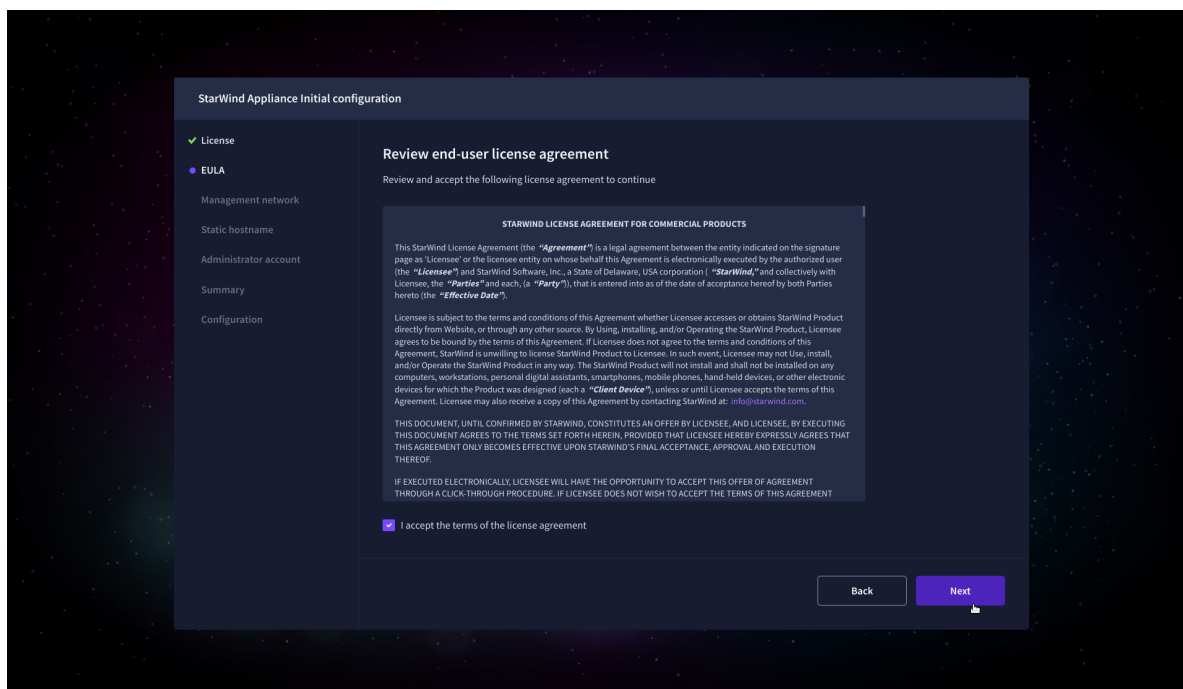 StarWind Appliance Initial configuration
License
EULA
Management network
Static hostname
Administrator account
Summary
Configuration
Review end-user license agreement
Review and accept the following license agreement to continue
STARWIND LICENSE AGREEMENT FOR COMMERCIAL PRODUCTS
This StarWind License Agreement (the “Agreement”) is a legal agreement between the entity indicated on the signature
page as 'Licensee' or the licensee entity on whose behalf this Agreement is electronically executed by the authorized user
(the “Licensee”) and StarWind Software, Inc., a State of Delaware, USA corporation ( “StarWind,” and collectively with
Licensee, the “Parties” and each, (a “Party”)), that is entered into as of the date of acceptance hereof by both Parties
hereto (the “Effective Date”).
Licensee is subject to the terms and conditions of this Agreement whether Licensee accesses or obtains StarWind Product
directly from Website, or through any other source. By Using, installing, and/or Operating the StarWind Product, Licensee
agrees to be bound by the terms of this Agreement. If Licensee does not agree to the terms and conditions of this
Agreement, StarWind is unwilling to license StarWind Product to Licensee. In such event, Licensee may not Use, install,
and/or Operate the StarWind Product in any way. The StarWind Product will not install and shall not be installed on any
computers, workstations, personal digital assistants, smartphones, mobile phones, hand-held devices, or other electronic
devices for which the Product was designed (each a “Client Device”), unless or until Licensee accepts the terms of this
Agreement. Licensee may also receive a copy of this Agreement by contacting StarWind at: info@starwind.com.
THIS DOCUMENT, UNTIL CONFIRMED BY STARWIND, CONSTITUTES AN OFFER BY LICENSEE, AND LICENSEE, BY EXECUTING
THIS DOCUMENT AGREES TO THE TERMS SET FORTH HEREIN, PROVIDED THAT LICENSEE HEREBY EXPRESSLY AGREES THAT
THIS AGREEMENT ONLY BECOMES EFFECTIVE UPON STARWIND'S FINAL ACCEPTANCE, APPROVAL AND EXECUTION
THEREOF.
IF EXECUTED ELECTRONICALLY, LICENSEE WILL HAVE THE OPPORTUNITY TO ACCEPT THIS OFFER OF AGREEMENT
THROUGH A CLICK-THROUGH PROCEDURE. IF LICENSEE DOES NOT WISH TO ACCEPT THE TERMS OF THIS AGREEMENT
I accept the terms of the license agreement
Back
Next